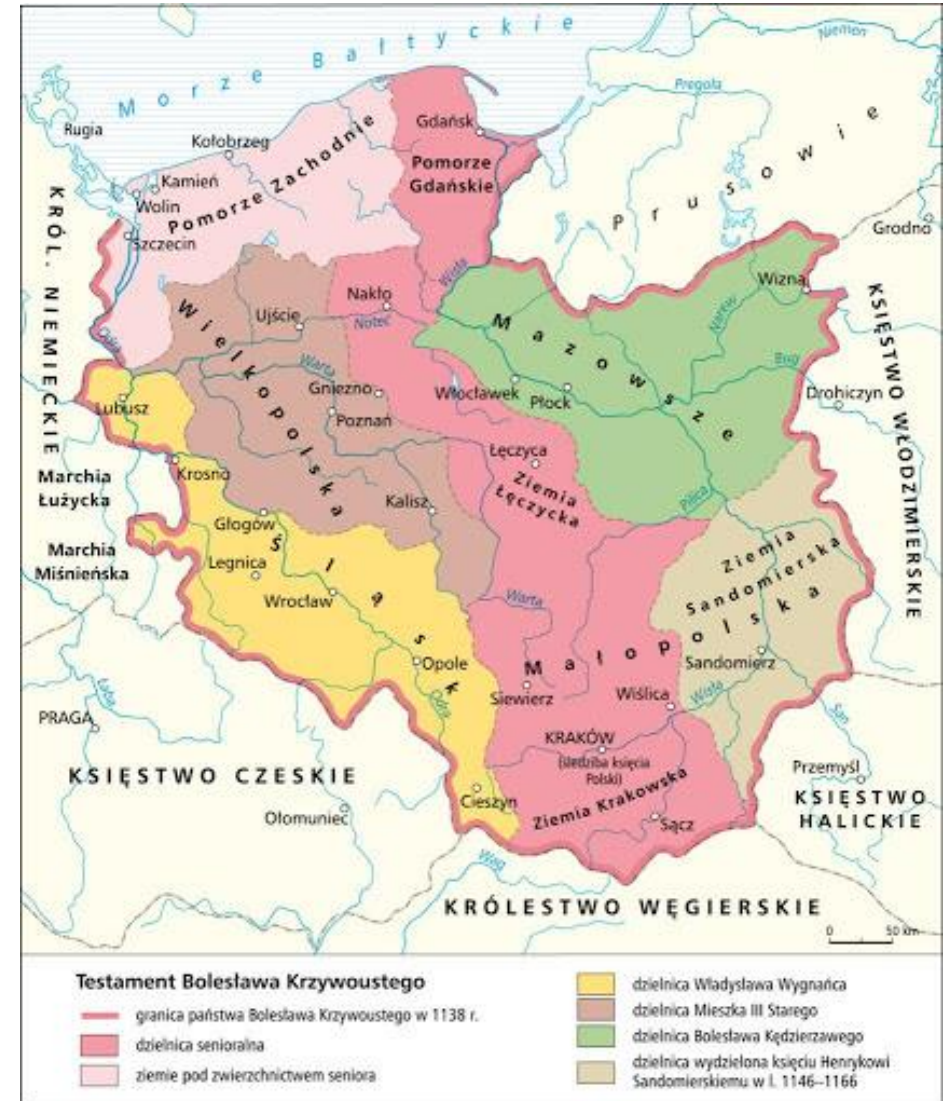 Morze Bałtyckie
Niemen
Pregoła
Rugia
Kołobrzeg
Gdańsk
Pomorze
Gdańskie
Kamień
Wolin
Pomorze Zachodnie
Szczecin
Prusowie
Grodno
KRÓL. NIEMIECKIE
Wisła
Nakło
Wizna
Ujście
Noteć
Narew
Mazowsze
KSIĘSTWO WŁODZIMIERSKIE
Wielkopolska
Odra
Warta
Gniezno
Włocławek
Bug
Płock
Drohiczyn
Lubusz
Poznań
Łęczyca
Ziemia
Łęczycka
Krosno
Marchia
Łużycka
Kalisz
Pilica
Głogów
Śląsk
Marchia
Miśnieńska
Legnica
Wrocław
Ziemia
Sandomierska
Warta
Małopolska
Opole
Sandomierz
Siewierz
Wiślica
Wisła
Łaba
Odra
San
PRAGA
KRAKÓW
(siedziba księcia
Polski)
Przemyśl
KSIĘSTWO CZESKIE
Cieszyn
Ziemia Krakowska
KSIĘSTWO
HALICKIE
Ołomuniec
Sącz
Wag
KRÓLESTWO WĘGIERSKIE
0 50 km
Testament Bolesława Krzywoustego
granica państwa Bolesława Krzywoustego w 1138 r.
dzielnica senioralna
ziemie pod zwierzchnictwem seniora
dzielnica Władysława Wygnańca
dzielnica Mieszka III Starego
dzielnica Bolesława Kędzierzawego
dzielnica wydzielona księciu Henrykowi
Sandomierskiemu w l. 1146–1166